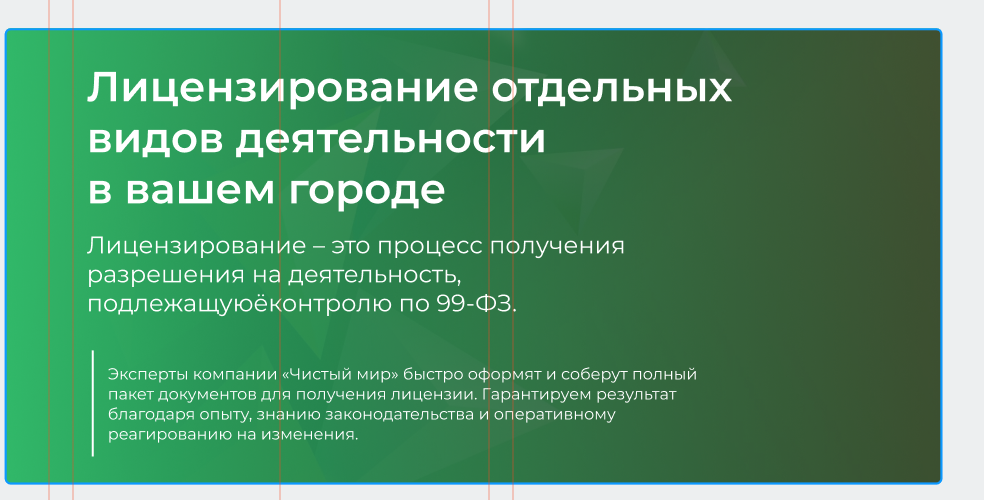 Лицензирование отдельных
видов деятельности
в вашем городе
Лицензирование – это процесс получения
разрешения на деятельность,
подлежащуюёконтролю по 99-ФЗ.
Эксперты компании «Чистый мир» быстро оформят и соберут полный
пакет документов для получения лицензии. Гарантируем результат
благодаря опыту, знанию законодательства и оперативному
реагированию на изменения.